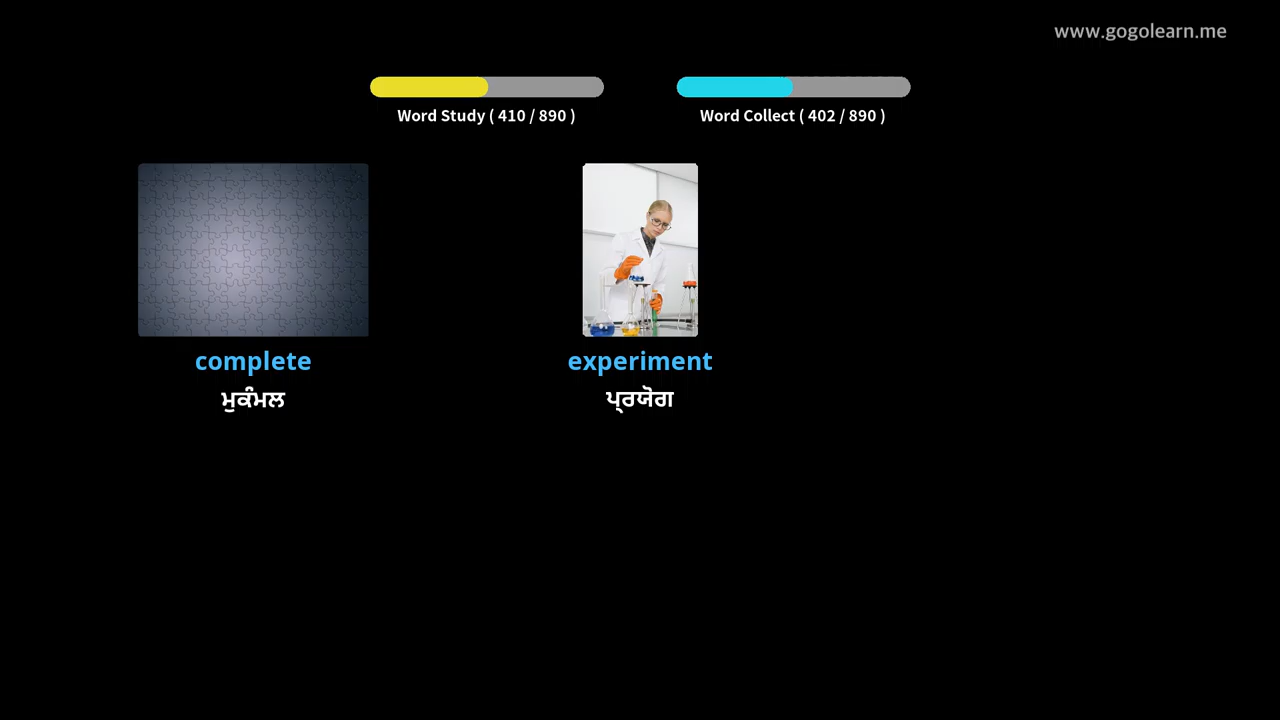 www.gogolearn.me
Word Study ( 410 / 890 )
Word Collect ( 402 / 890 )
complete
ਮੁਕੰਮਲ
experiment
ਪ੍ਰਯੋਗ